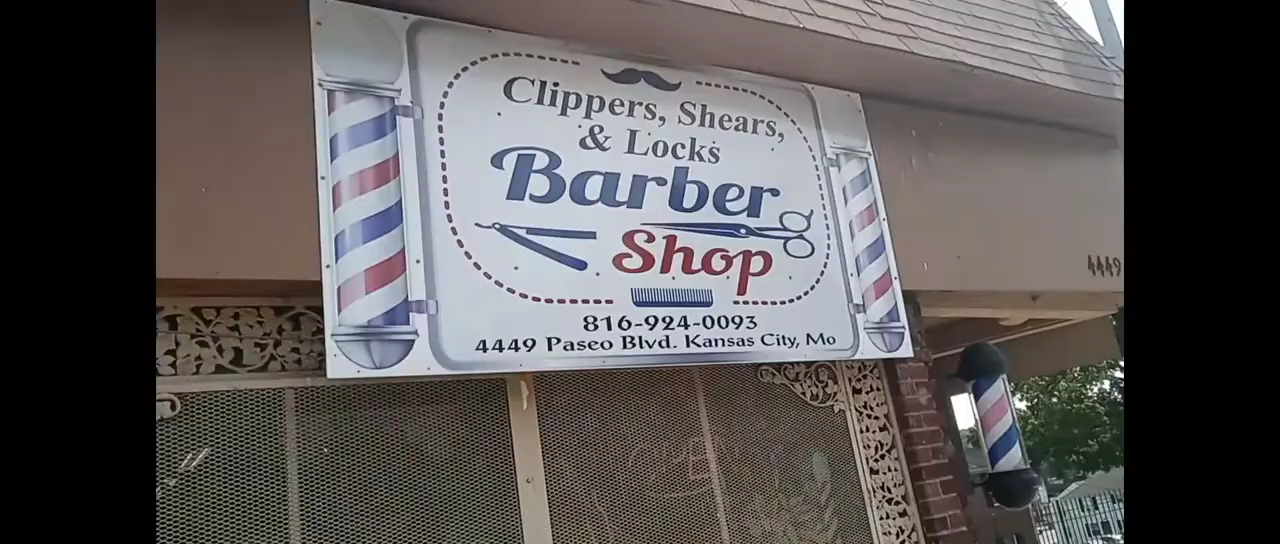 Clippers, Shears,
& Locks
Barber
Shop
816-924-0093
4449 Paseo Blvd. Kansas City, Mo
4449